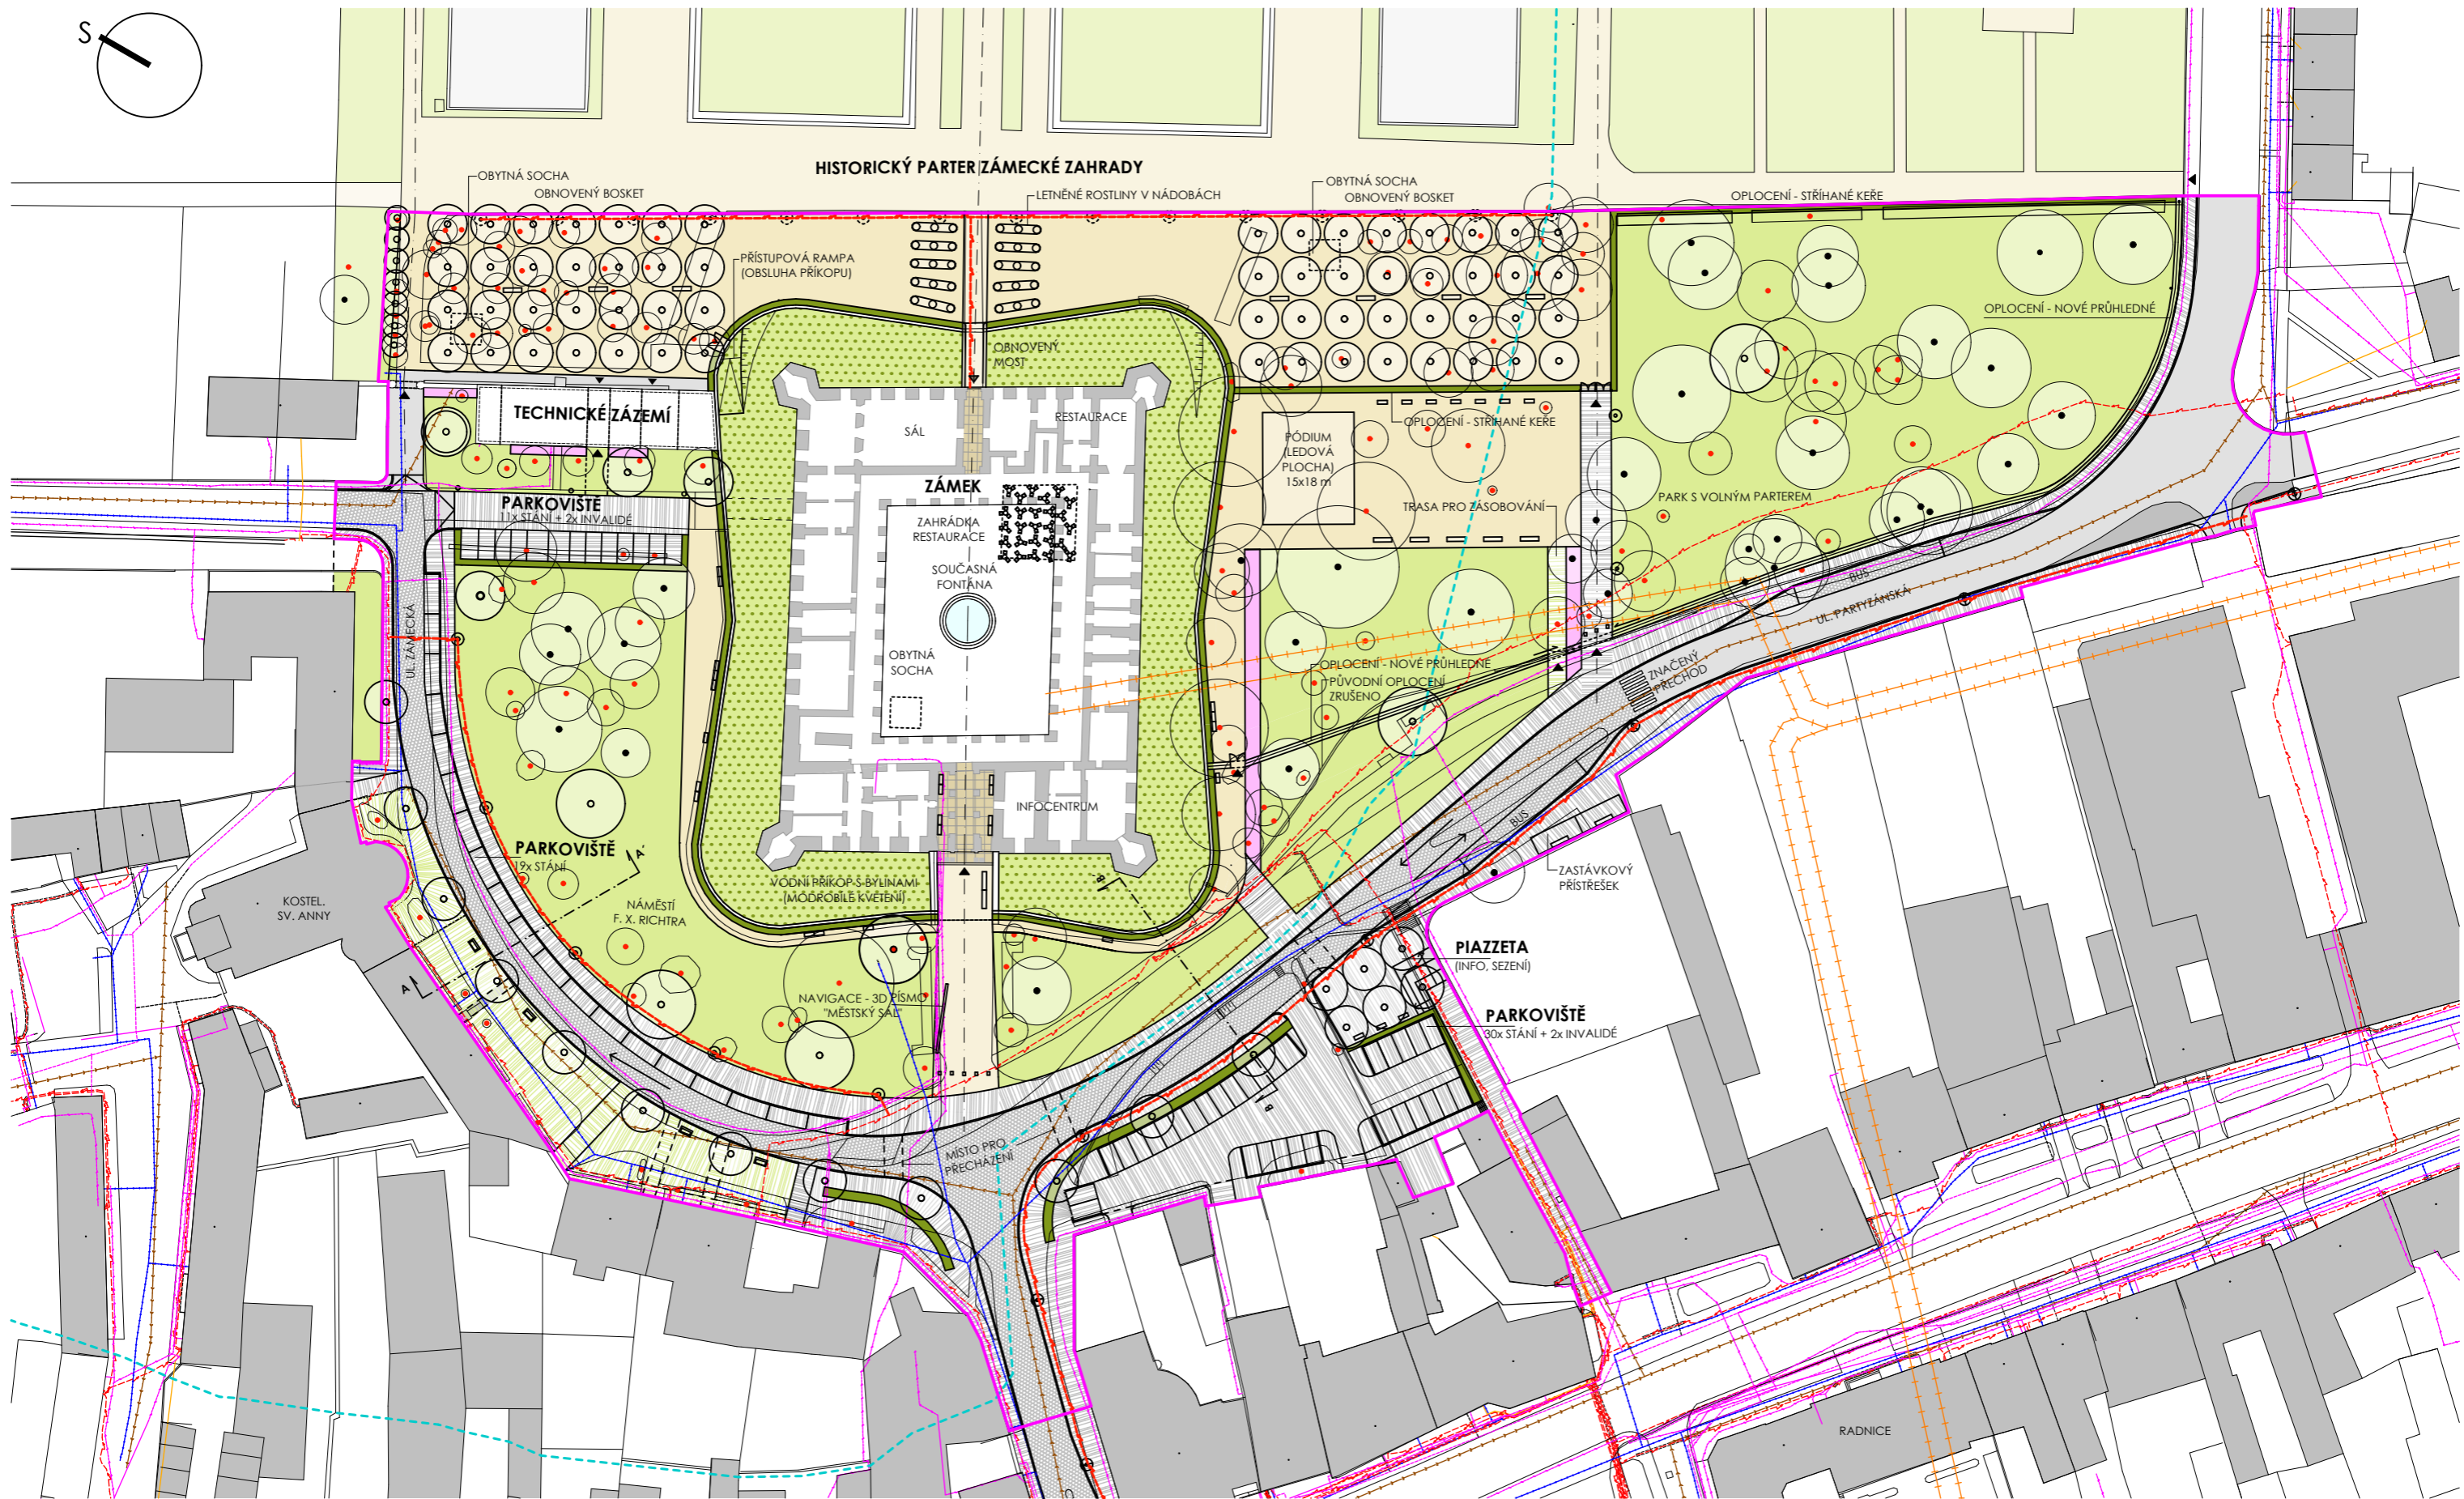 S
HISTORICKÝ PARTER ZÁMECKÉ ZAHRADY
OBYTNÁ SOCHA
OBNOVENÝ BOSKET
LETNĚNÉ ROSTLINY V NÁDOBÁCH
OBYTNÁ SOCHA
OBNOVENÝ BOSKET
OPLOCENÍ - STŘÍHANÉ KEŘE
PŘÍSTUPOVÁ RAMPA
(OBSLUHA PŘÍKOPU)
OPLOCENÍ - NOVÉ PRŮHLEDNÉ
OBNOVENÝ
MOST
TECHNICKÉ ZÁZEMÍ
SÁL
RESTAURACE
OPLOCENÍ - STŘÍHANÉ KEŘE
PÓDIUM
(LEDOVÁ
PLOCHA)
15x18 m
ZÁMEK
PARKOVIŠTĚ
11x STÁNÍ + 2x INVALIDÉ
ZAHRÁDKA
RESTAURACE
TRASA PRO ZÁSOBOVÁNÍ
PARK S VOLNÝM PARTEREM
SOUČASNÁ
FONTÁNA
BUS
UL. PARTYZÁNSKÁ
UL. ZÁMECKÁ
OBYTNÁ
SOCHA
OPLOCENÍ - NOVÉ PRŮHLEDNÉ
PŮVODNÍ OPLOCENÍ
ZRUŠENO
ZNAČENÝ
PŘECHOD
INFOCENTRUM
BUS
PARKOVIŠTĚ
19x STÁNÍ
A'
VODNÍ PŘÍKOP S BYLINAMI
(MODROBÍLÉ KVETENÍ)
B'
ZASTÁVKOVÝ
PŘÍSTŘEŠEK
KOSTEL
SV. ANNY
NÁMĚSTÍ
F. X. RICHTRA
PIAZZETA
(INFO, SEZENÍ)
A
NAVIGACE - 3D PÍSMO
"MĚSTSKÝ SÁL"
PARKOVIŠTĚ
30x STÁNÍ + 2x INVALIDÉ
B
MÍSTO PRO
PŘECHÁZENÍ
RADNICE